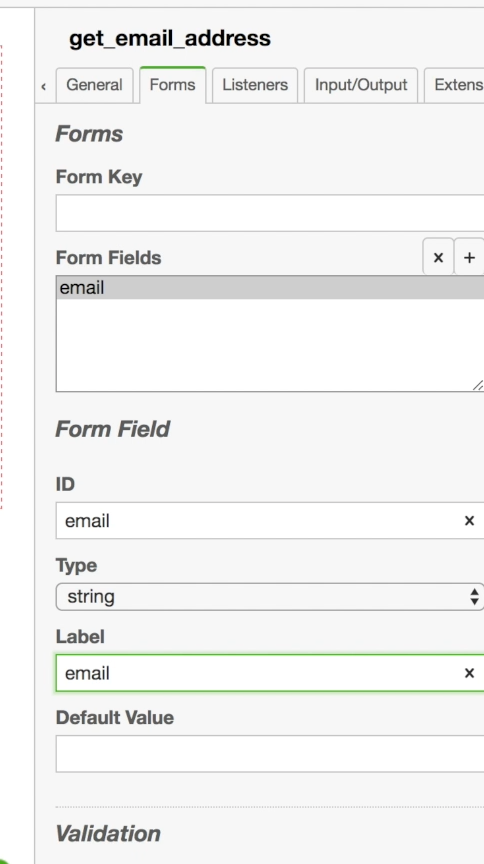 get_email_address
‹ General Forms Listeners Input/Output Extens
Forms
Form Key
Form Fields x +
email
Form Field
ID
email x
Type
string
Label
email x
Default Value
Validation